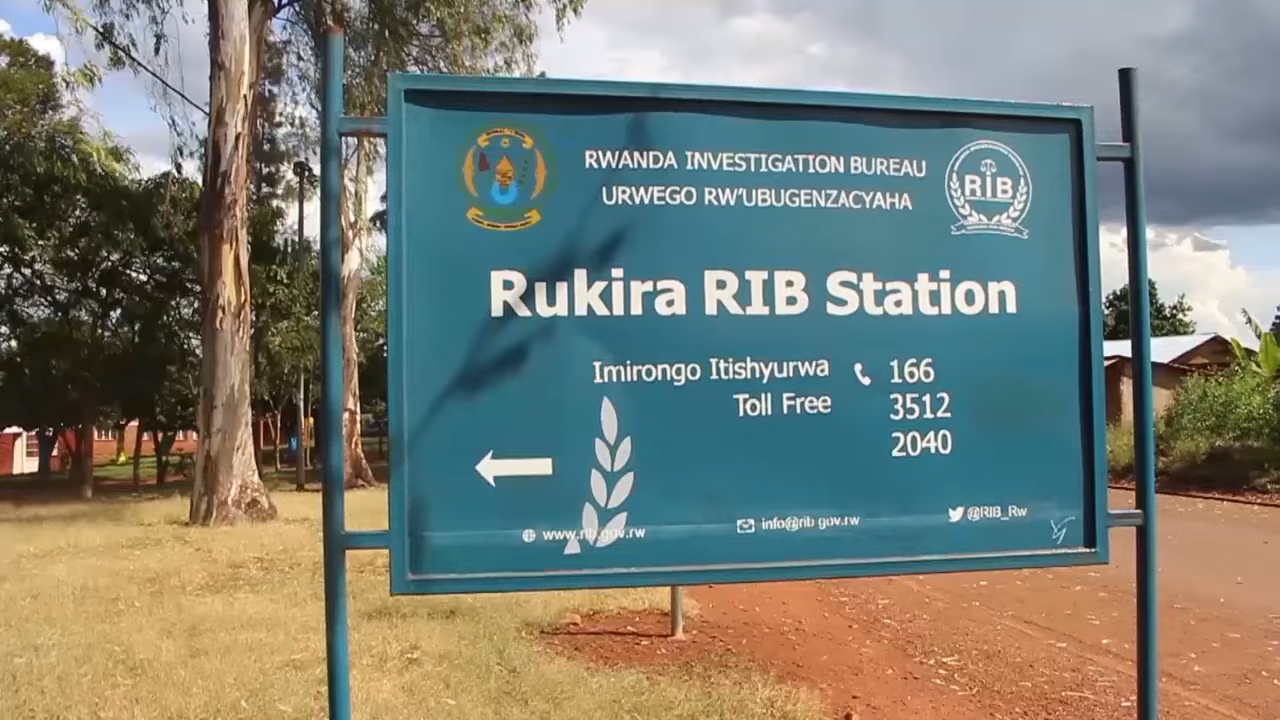 RWANDA INVESTIGATION BUREAU
URWEGO RW'UBUGENZACYAHA
RIB
Rukira RIB Station
Imirongo Itishyurwa 166
Toll Free 3512
2040
www.rib.gov.rw info@rib.gov.rw @RIB_Rw